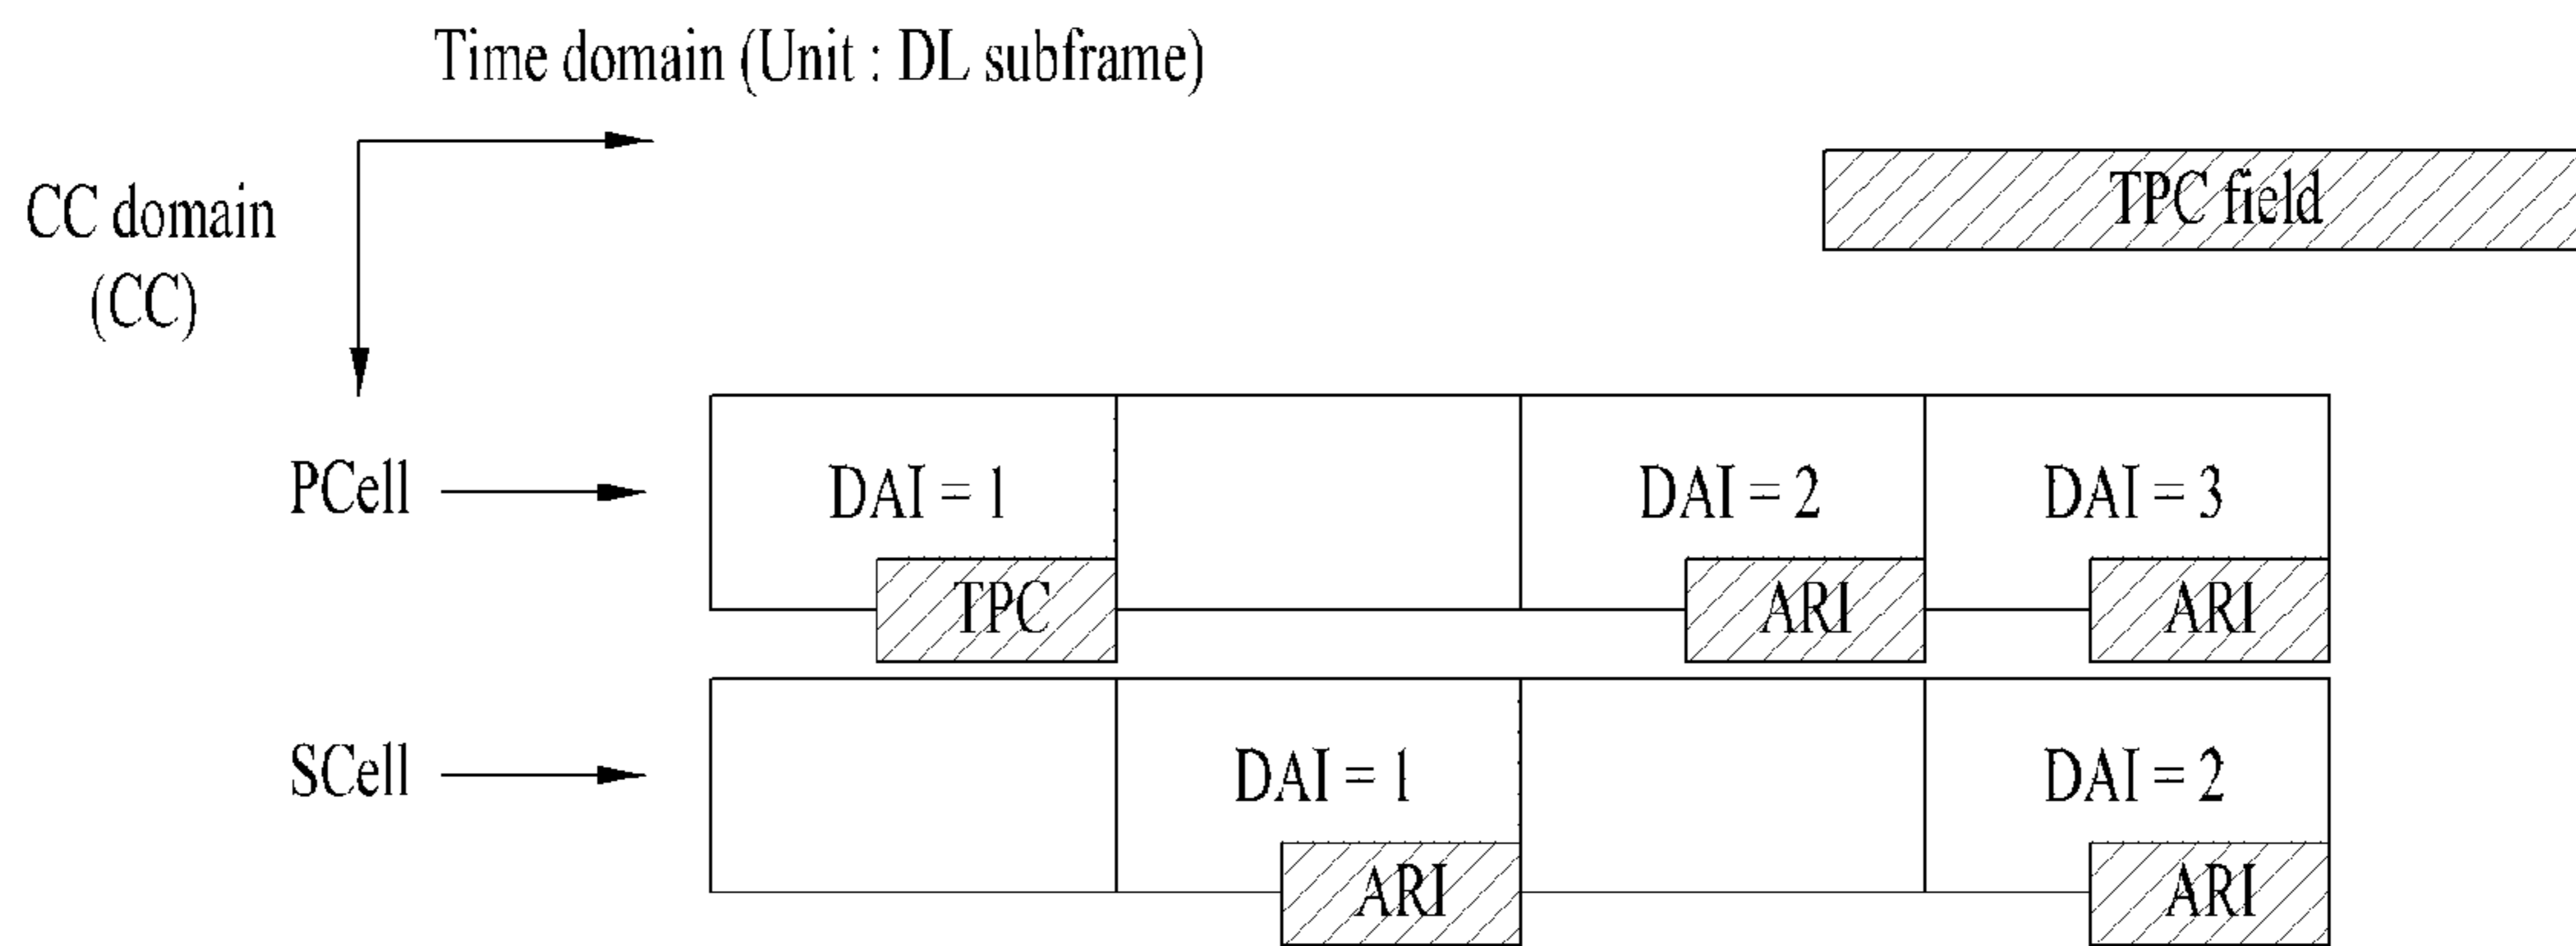 Time domain (Unit : DL subframe)
CC domain
(CC)
TPC field
PCell
DAI = 1
DAI = 2
DAI = 3
TPC
ARI
ARI
SCell
DAI = 1
DAI = 2
ARI
ARI